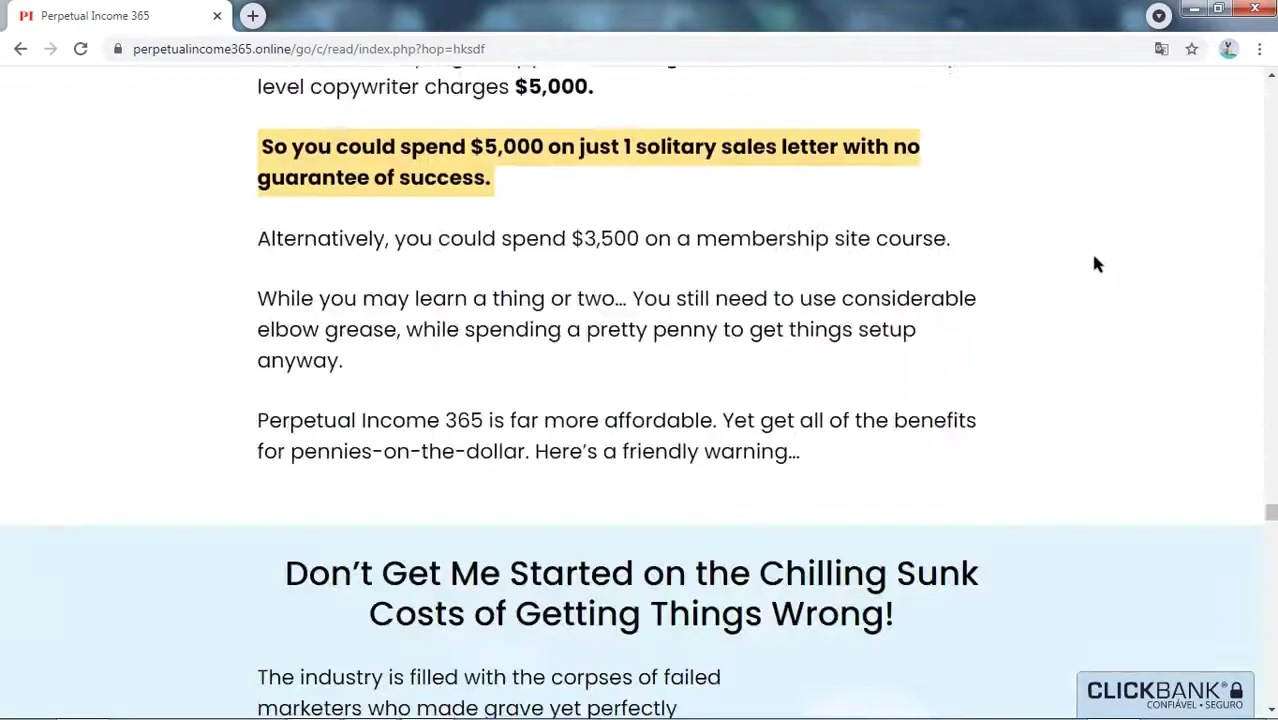 PI Perpetual Income 365
perpetualincome365.online/go/c/read/index.php?hop=hksdf
level copywriter charges $5,000.
So you could spend $5,000 on just 1 solitary sales letter with no
guarantee of success.
Alternatively, you could spend $3,500 on a membership site course.
While you may learn a thing or two... You still need to use considerable
elbow grease, while spending a pretty penny to get things setup
anyway.
Perpetual Income 365 is far more affordable. Yet get all of the benefits
for pennies-on-the-dollar. Here’s a friendly warning...
Don’t Get Me Started on the Chilling Sunk
Costs of Getting Things Wrong!
The industry is filled with the corpses of failed
marketers who made grave yet perfectly
CLICKBANK®
CONFIÁVEL • SEGURO